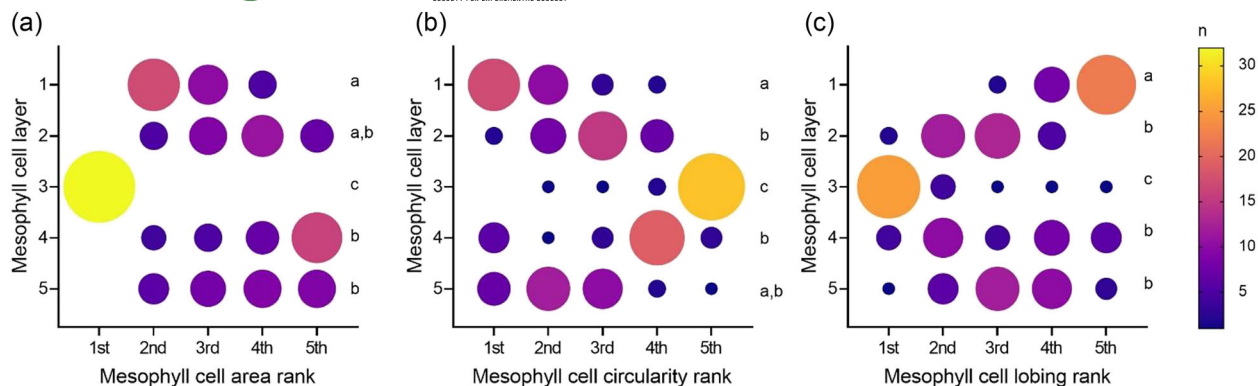 (a)
Mesophyll cell layer
1
2
3
4
5
a
a,b
c
b
b
1st 2nd 3rd 4th 5th
Mesophyll cell area rank
(b)
Mesophyll cell layer
1
2
3
4
5
a
b
c
b
a,b
1st 2nd 3rd 4th 5th
Mesophyll cell circularity rank
(c)
Mesophyll cell layer
1
2
3
4
5
a
b
c
b
b
1st 2nd 3rd 4th 5th
Mesophyll cell lobing rank
n
30
25
20
15
10
5